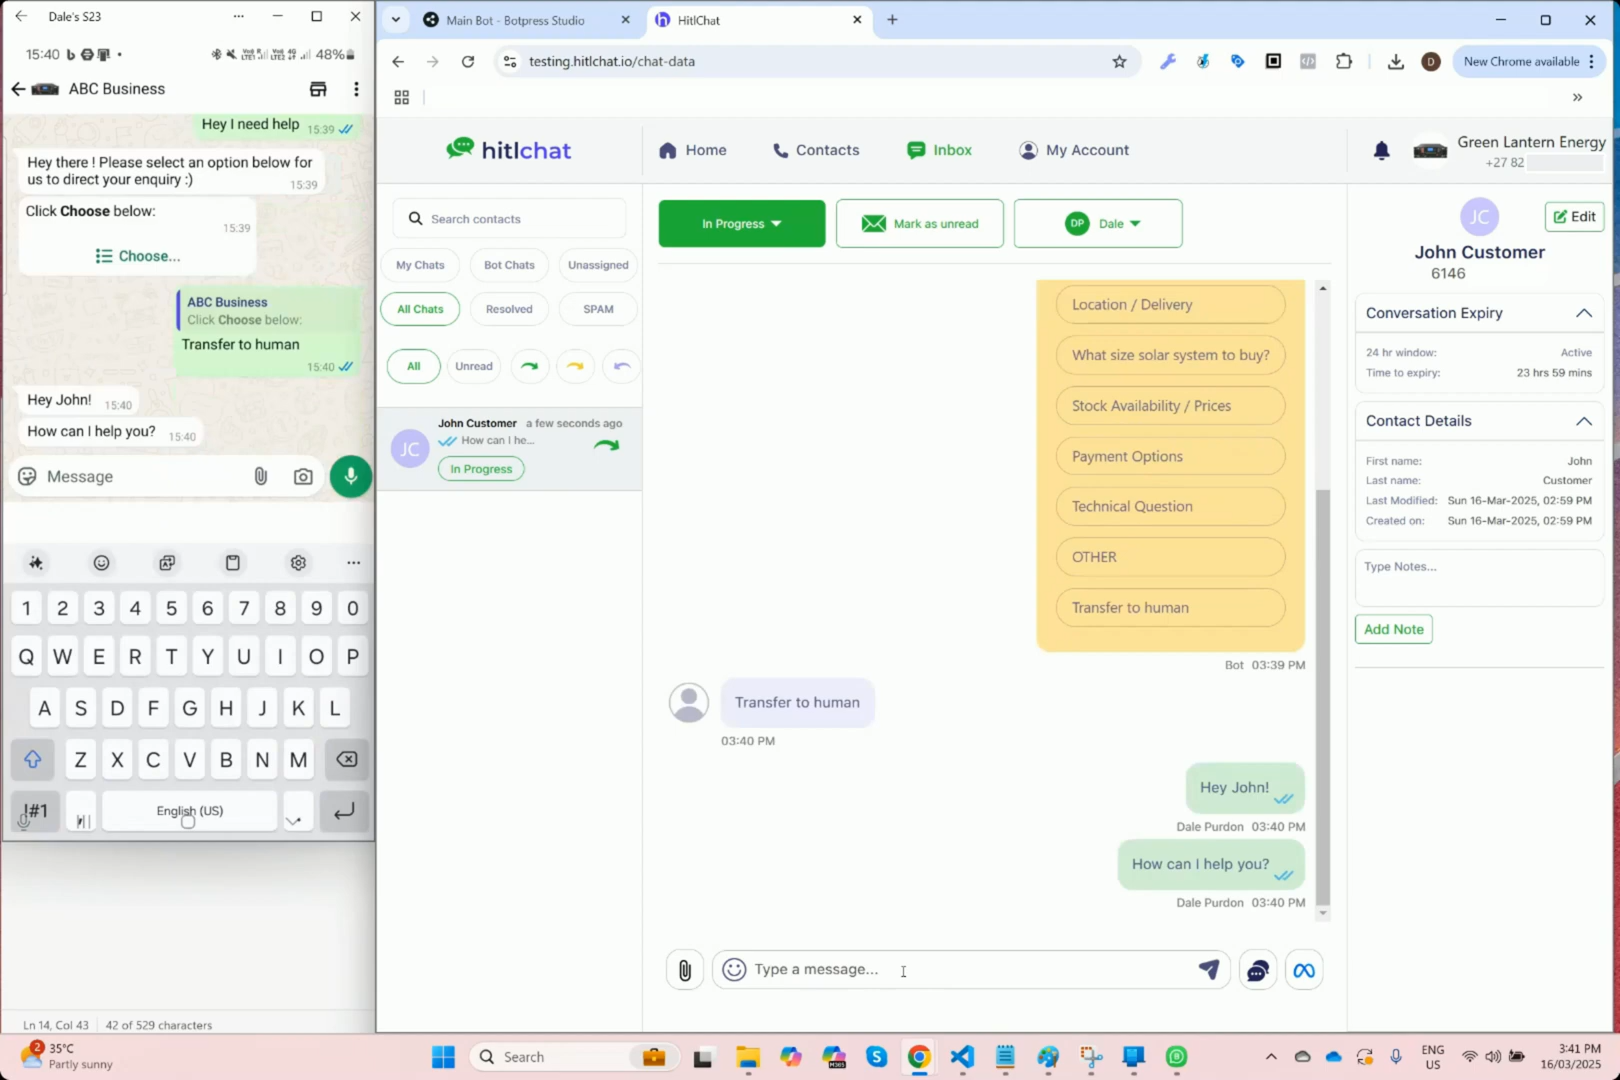 Dale's S23
15:40
48%
ABC Business
Hey I need help 15:39
Hey there ! Please select an option below for
us to direct your enquiry :)
15:39
Click Choose below:
15:39
Choose...
ABC Business
Click Choose below:
Transfer to human
15:40
Hey John! 15:40
How can I help you? 15:40
Message
1 2 3 4 5 6 7 8 9 0
Q W E R T Y U I O P
A S D F G H J K L
Z X C V B N M
!#1 English (US)
Ln 14, Col 43 42 of 529 characters
Main Bot - Botpress Studio
HitlChat
testing.hitlchat.io/chat-data
D
New Chrome available
hitlchat
Home
Contacts
Inbox
My Account
Green Lantern Energy
+27 82
Search contacts
My Chats
Bot Chats
Unassigned
All Chats
Resolved
SPAM
All
Unread
JC
John Customer a few seconds ago
How can I he...
In Progress
In Progress
Mark as unread
DP Dale
Location / Delivery
What size solar system to buy?
Stock Availability / Prices
Payment Options
Technical Question
OTHER
Transfer to human
Bot 03:39 PM
Transfer to human
03:40 PM
Hey John!
Dale Purdon 03:40 PM
How can I help you?
Dale Purdon 03:40 PM
Type a message...
JC
Edit
John Customer
6146
Conversation Expiry
24 hr window: Active
Time to expiry: 23 hrs 59 mins
Contact Details
First name: John
Last name: Customer
Last Modified: Sun 16-Mar-2025, 02:59 PM
Created on: Sun 16-Mar-2025, 02:59 PM
Type Notes...
Add Note
2
35°C
Partly sunny
Search
ENG
US
3:41 PM
16/03/2025